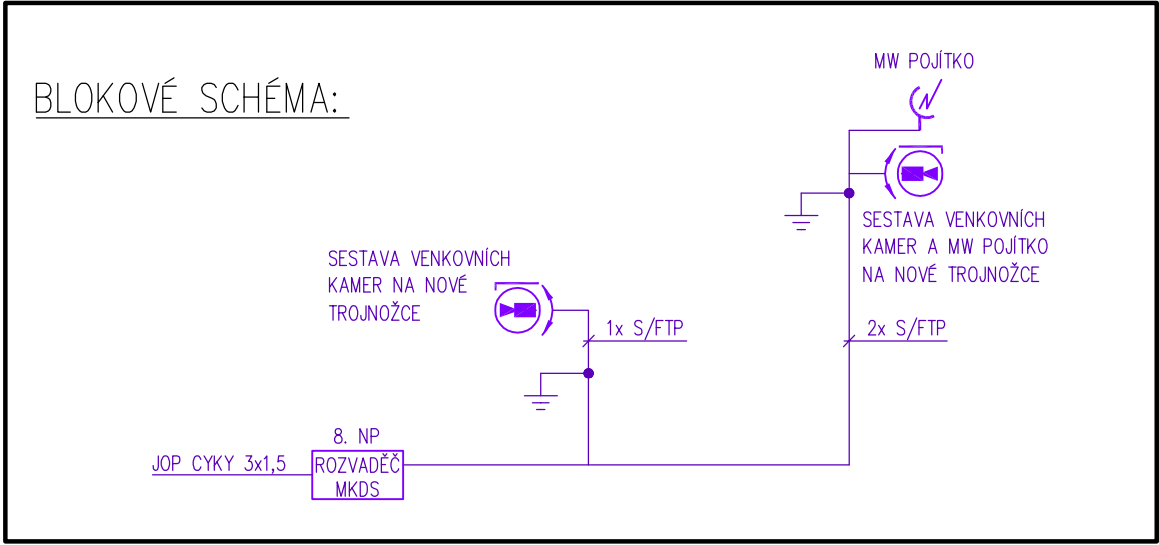 BLOKOVÉ SCHÉMA:
MW POJÍTKO
SESTAVA VENKOVNÍCH
KAMER A MW POJÍTKO
NA NOVÉ TROJNOŽCE
SESTAVA VENKOVNÍCH
KAMER NA NOVÉ
TROJNOŽCE
1x S/FTP
2x S/FTP
8. NP
JOP CYKY 3x1,5
ROZVADĚČ
MKDS